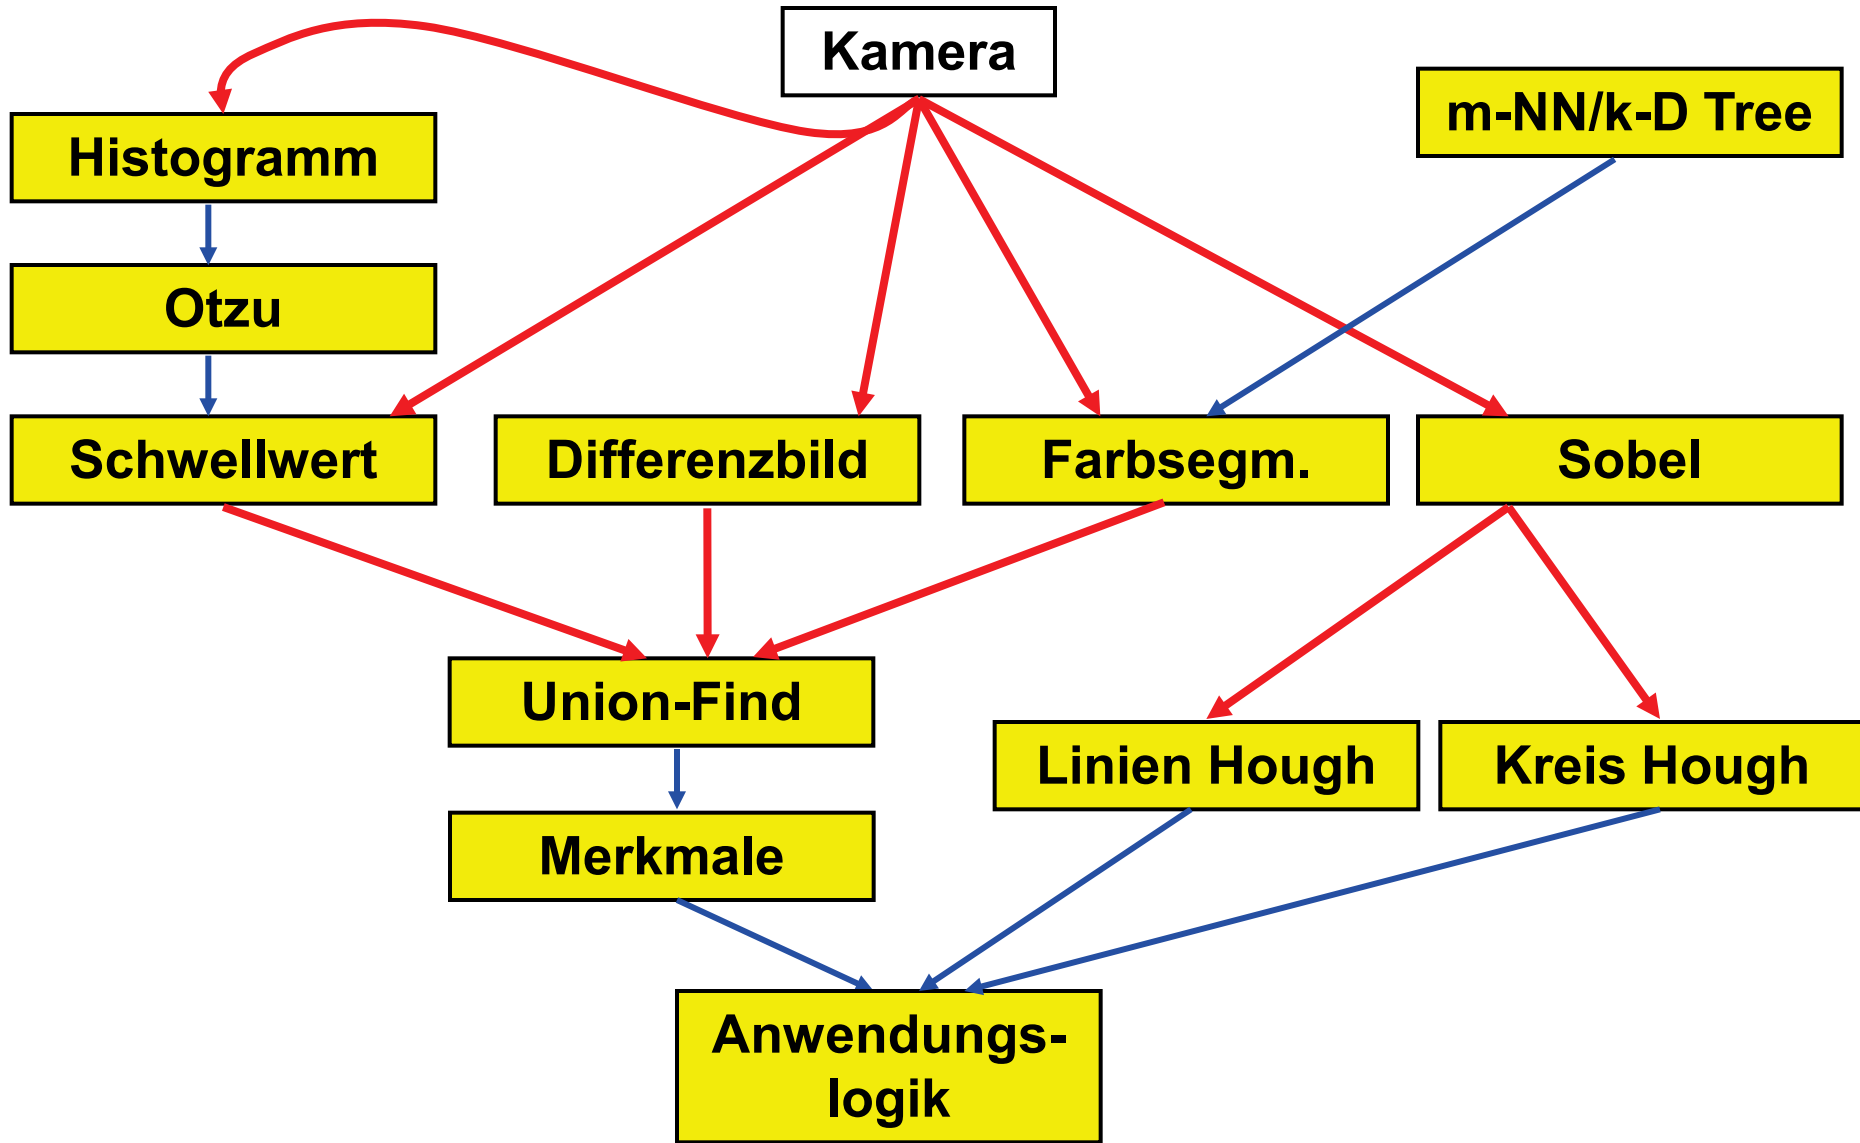 Kamera
m-NN/k-D Tree
Histogramm
Otzu
Schwellwert
Differenzbild
Farbsegm.
Sobel
Union-Find
Linien Hough
Kreis Hough
Merkmale
Anwendungs-
logik